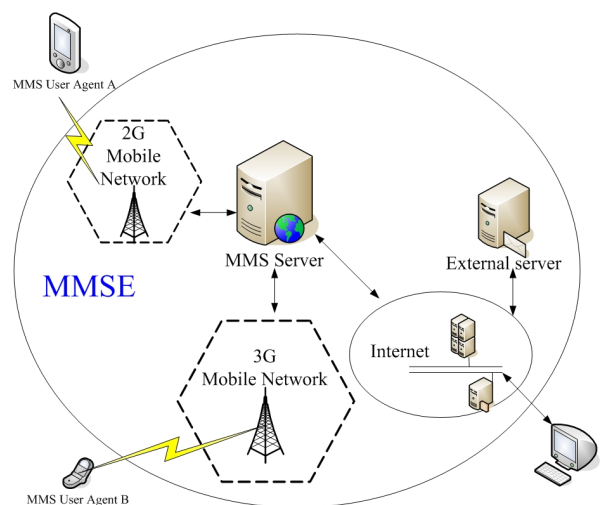 MMS User Agent A
2G
Mobile
Network
MMS Server
External server
MMSE
Internet
3G
Mobile Network
MMS User Agent B